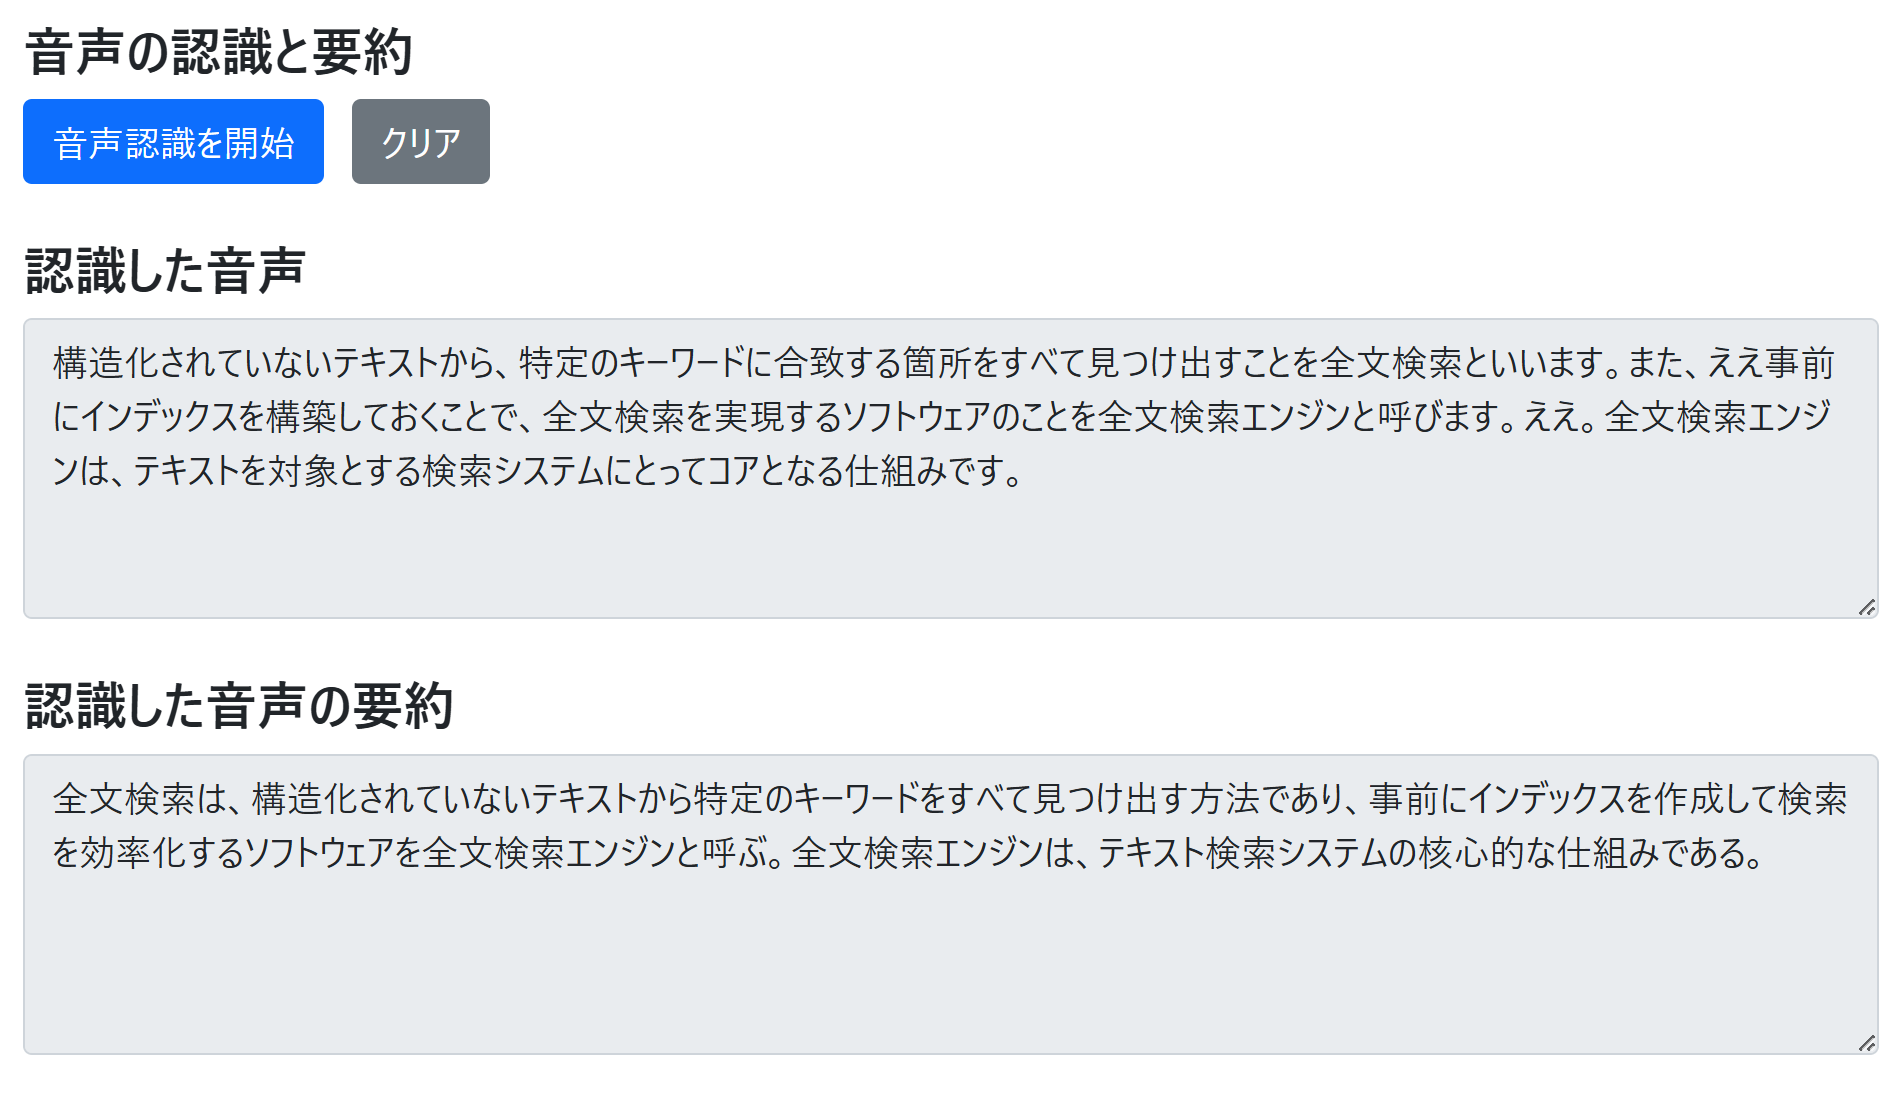 音声の認識と要約
音声認識を開始 クリア
認識した音声
構造化されていないテキストから、特定のキーワードに合致する箇所をすべて見つけ出すことを全文検索といいます。また、ええ事前
にインデックスを構築しておくことで、全文検索を実現するソフトウェアのことを全文検索エンジンと呼びます。ええ。全文検索エンジ
ンは、テキストを対象とする検索システムにとってコアとなる仕組みです。
認識した音声の要約
全文検索は、構造化されていないテキストから特定のキーワードをすべて見つけ出す方法であり、事前にインデックスを作成して検索
を効率化するソフトウェアを全文検索エンジンと呼ぶ。全文検索エンジンは、テキスト検索システムの核心的な仕組みである。